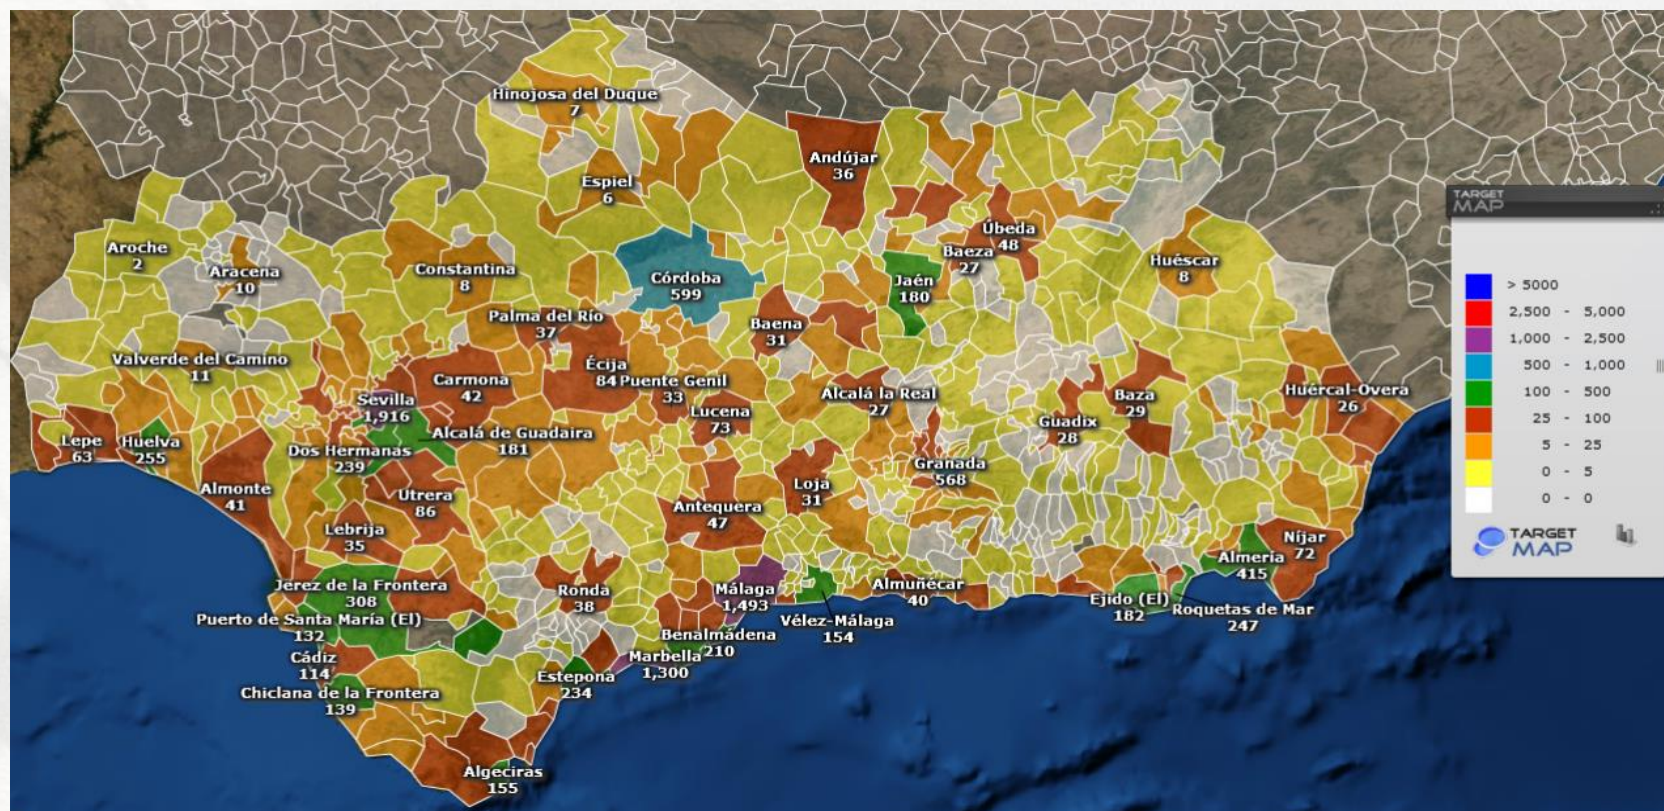 Hinojosa del Duque
7
Andújar
36
Espiel
6
TARGET
MAP
Úbeda
48
Aroche
2
Baeza
27
Huéscar
8
Aracena
10
Constantina
8
Córdoba
599
Jaén
180
> 5000
2,500 - 5,000
1,000 - 2,500
500 - 1,000
100 - 500
25 - 100
5 - 25
0 - 5
0 - 0
Palma del Río
37
Baena
31
Valverde del Camino
11
Écija
84
Puente Genil
33
Carmona
42
Sevilla
1,916
Lucena
73
Alcalá la Real
27
Baza
29
Huércal-Overa
26
Guadix
28
Lepe
63
Huelva
255
Dos Hermanas
239
Alcalá de Guadaira
181
Granada
568
Almonte
41
Utrera
86
Antequera
47
Loja
31
Lebrija
35
Níjar
72
TARGET
MAP
Almería
415
Jerez de la Frontera
308
Ronda
38
Málaga
1,493
Almuñécar
40
Ejido (El)
182
Roquetas de Mar
247
Puerto de Santa María (El)
132
Vélez-Málaga
154
Benalmádena
210
Cádiz
114
Marbella
1,300
Estepona
234
Chiclana de la Frontera
139
Algeciras
155